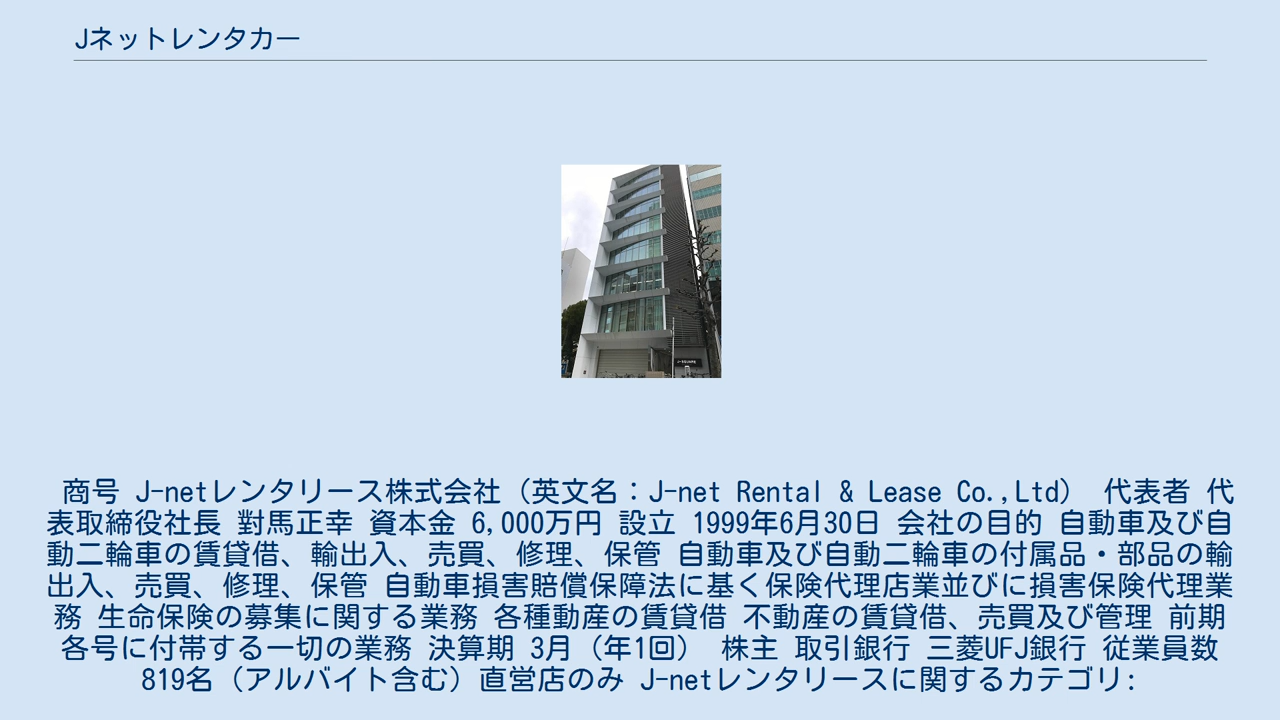 Jネットレンタカー
商号 J-netレンタリース株式会社（英文名：J-net Rental & Lease Co.,Ltd） 代表者 代
表取締役社長 對馬正幸 資本金 6,000万円 設立 1999年6月30日 会社の目的 自動車及び自
動二輪車の賃貸借、輸出入、売買、修理、保管 自動車及び自動二輪車の付属品・部品の輸
出入、売買、修理、保管 自動車損害賠償保障法に基く保険代理店業並びに損害保険代理業
務 生命保険の募集に関する業務 各種動産の賃貸借 不動産の賃貸借、売買及び管理 前期
各号に付帯する一切の業務 決算期 3月（年1回） 株主 取引銀行 三菱UFJ銀行 従業員数
819名（アルバイト含む）直営店のみ J-netレンタリースに関するカテゴリ: